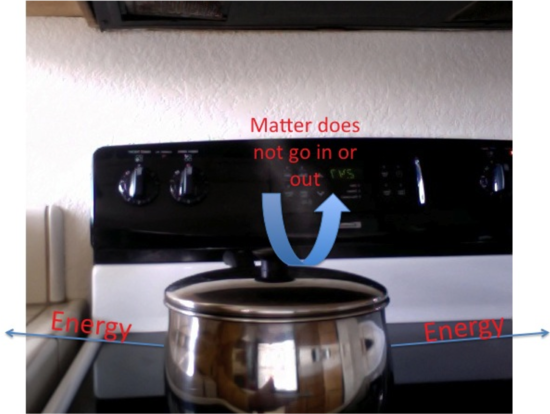 Matter does
not go in or
out
Energy
Energy